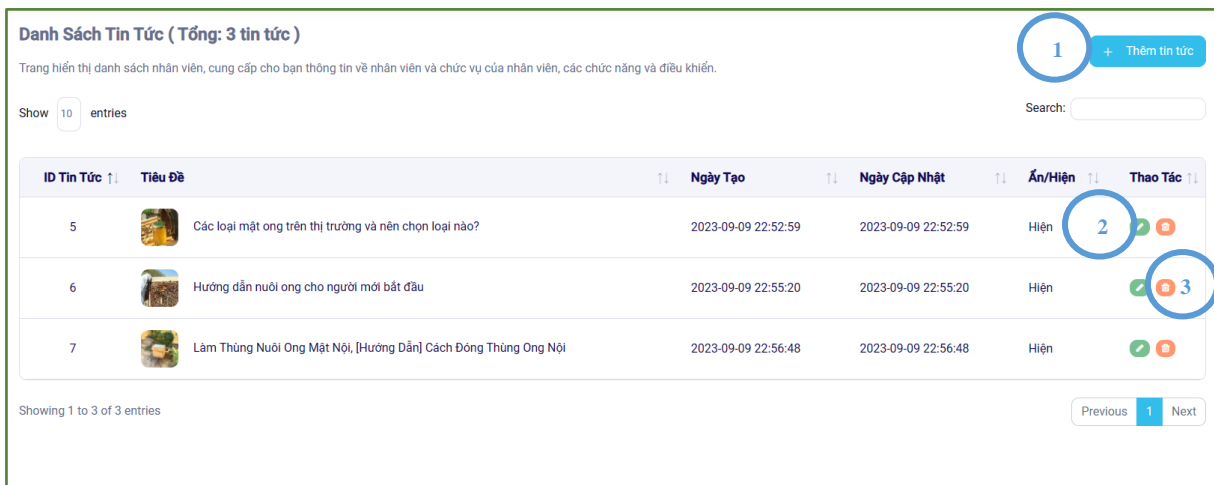 Danh Sách Tin Tức ( Tổng: 3 tin tức )
1
+ Thêm tin tức
Trang hiển thị danh sách nhân viên, cung cấp cho bạn thông tin về nhân viên và chức vụ của nhân viên, các chức năng và điều khiển.
Show 10 entries
Search:
ID Tin Tức Tiêu Đề Ngày Tạo Ngày Cập Nhật Ẩn/Hiện Thao Tác
5 Các loại mật ong trên thị trường và nên chọn loại nào? 2023-09-09 22:52:59 2023-09-09 22:52:59 Hiện 2
6 Hướng dẫn nuôi ong cho người mới bắt đầu 2023-09-09 22:55:20 2023-09-09 22:55:20 Hiện 3
7 Làm Thùng Nuôi Ong Mật Nội, [Hướng Dẫn] Cách Đóng Thùng Ong Nội 2023-09-09 22:56:48 2023-09-09 22:56:48 Hiện
Showing 1 to 3 of 3 entries
Previous 1 Next